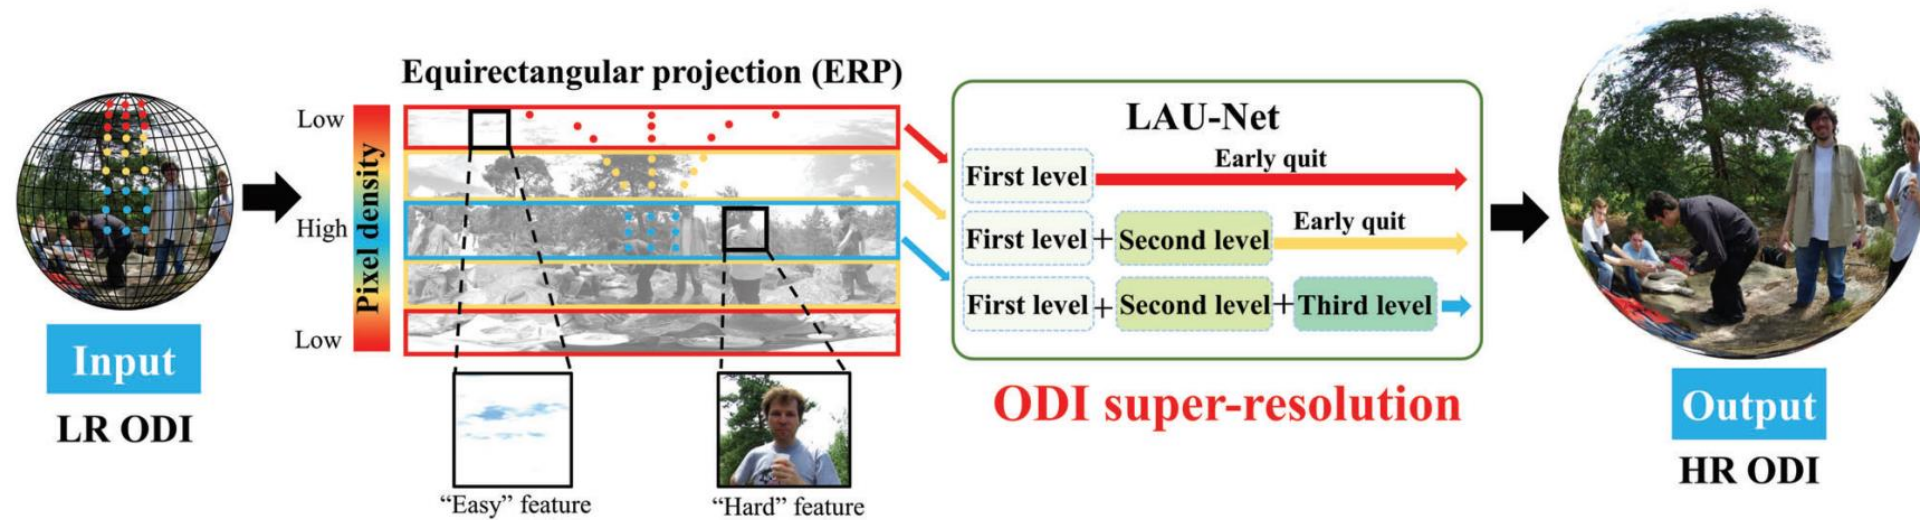 Equirectangular projection (ERP)
Low
High
Low
Pixel density
Input
LR ODI
"Easy" feature
"Hard" feature
LAU-Net
First level
Early quit
First level + Second level
Early quit
First level + Second level + Third level
ODI super-resolution
Output
HR ODI